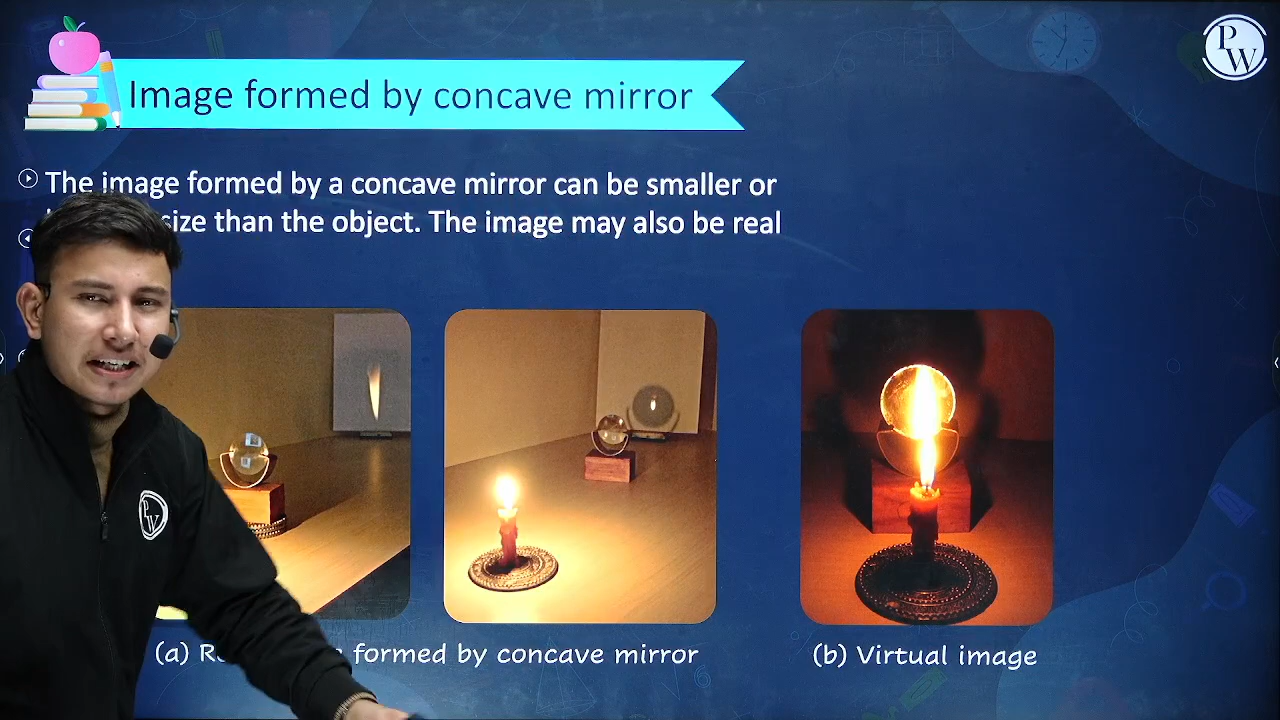 PW
Image formed by concave mirror
The image formed by a concave mirror can be smaller or
size than the object. The image may also be real
PW
(a) formed by concave mirror
(b) Virtual image